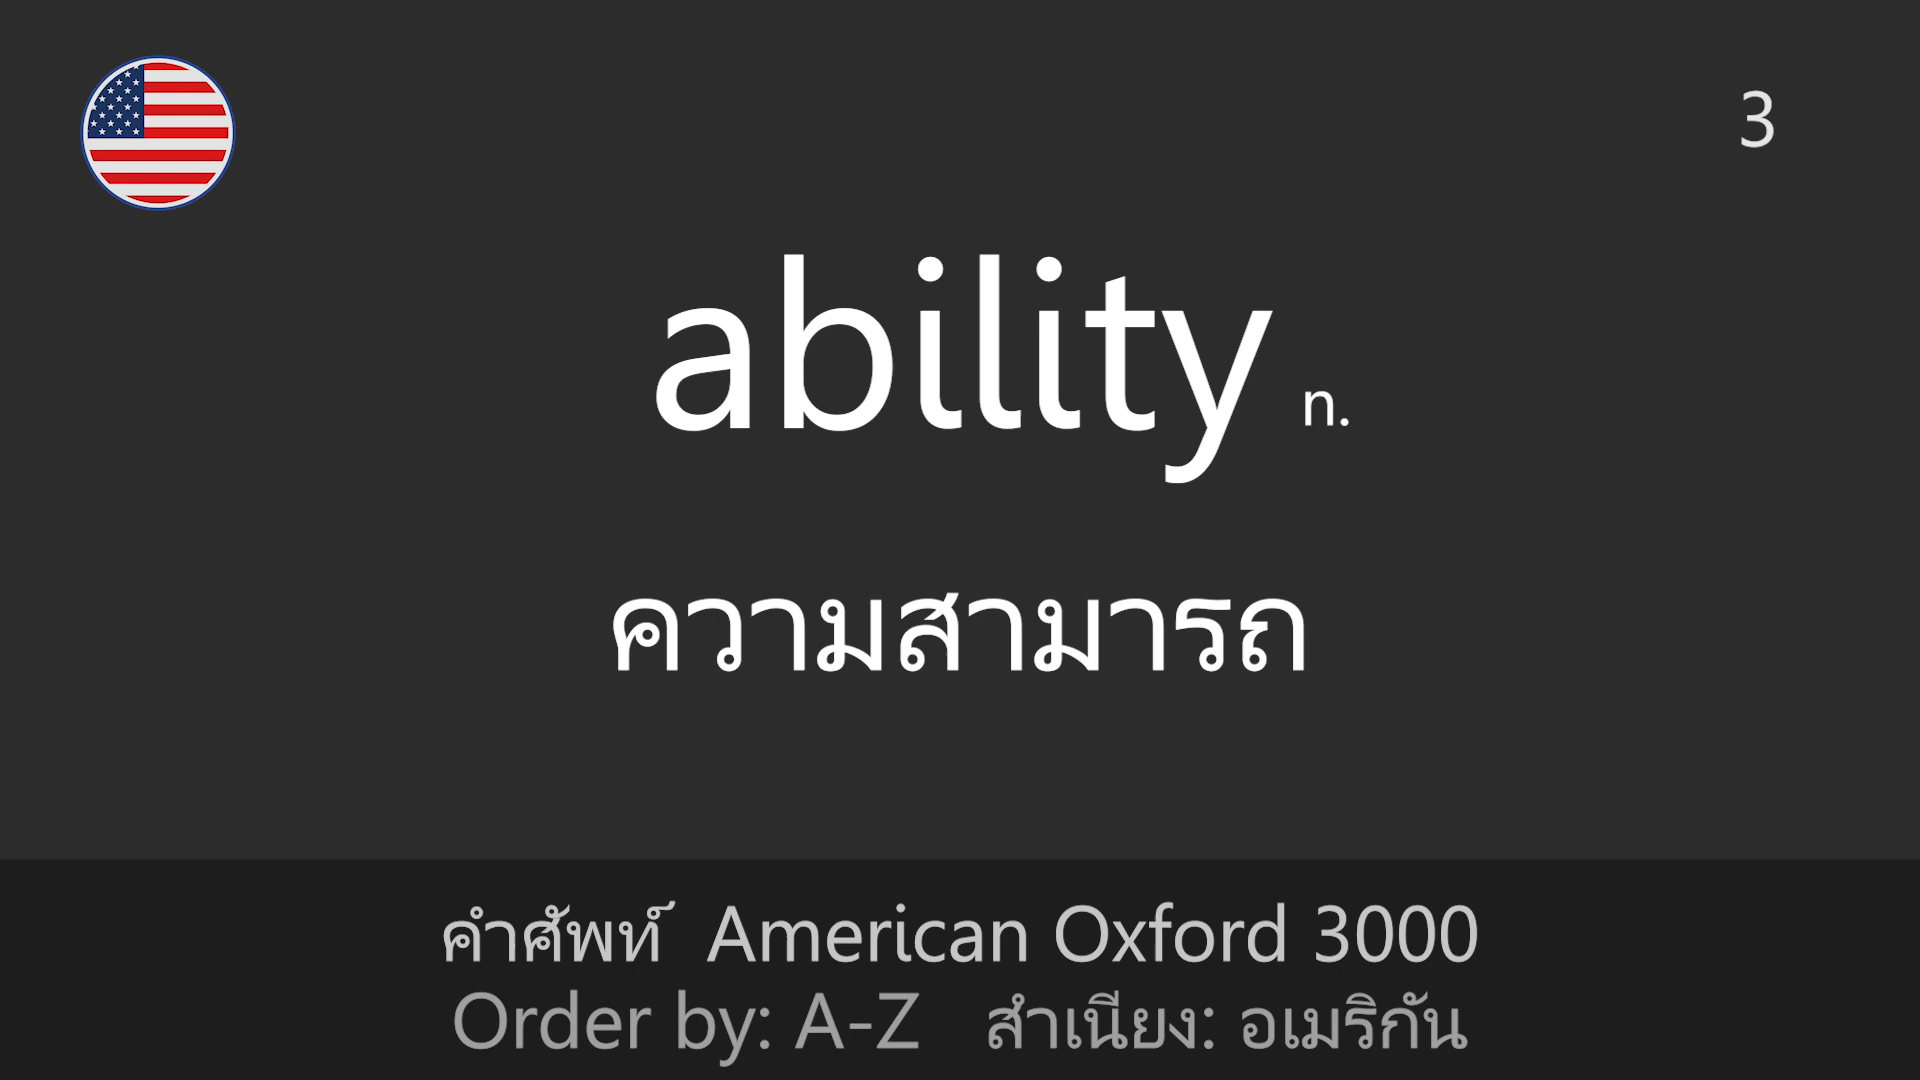 3
ability n.
ความสามารถ
คำศัพท์ American Oxford 3000
Order by: A-Z สำเนียง: อเมริกัน